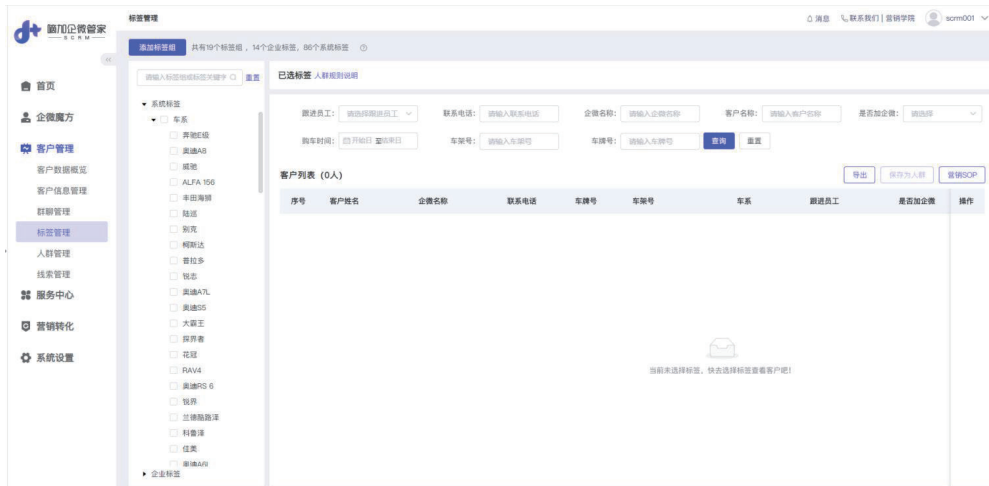 脑加企微管家
SCRM
标签管理
消息 联系我们 | 营销学院 scrm001
添加标签组 共有19个标签组，14个企业标签，86个系统标签
首页
企微魔方
客户管理
客户数据概览
客户信息管理
群聊管理
标签管理
人群管理
线索管理
服务中心
营销转化
系统设置
请输入标签组或标签关键字 重置
系统标签
车系
奔驰E级
奥迪A8
威驰
ALFA 156
丰田海狮
陆巡
别克
柯斯达
普拉多
锐志
奥迪A7L
奥迪S5
大霸王
探界者
花冠
RAV4
奥迪RS 6
锐界
兰德酷路泽
科鲁泽
佳美
奥迪A6L
企业标签
已选标签 人群规则说明
跟进员工: 请选择跟进员工 联系电话: 请输入联系电话 企微名称: 请输入企微名称 客户名称: 请输入客户名称 是否加企微: 请选择
购车时间: 开始日 至 结束日 车架号: 请输入车架号 车牌号: 请输入车牌号 查询 重置
客户列表（0人） 导出 保存为人群 营销SOP
序号 客户姓名 企微名称 联系电话 车牌号 车架号 车系 跟进员工 是否加企微 操作
当前未选择标签，快去选择标签查看客户吧！